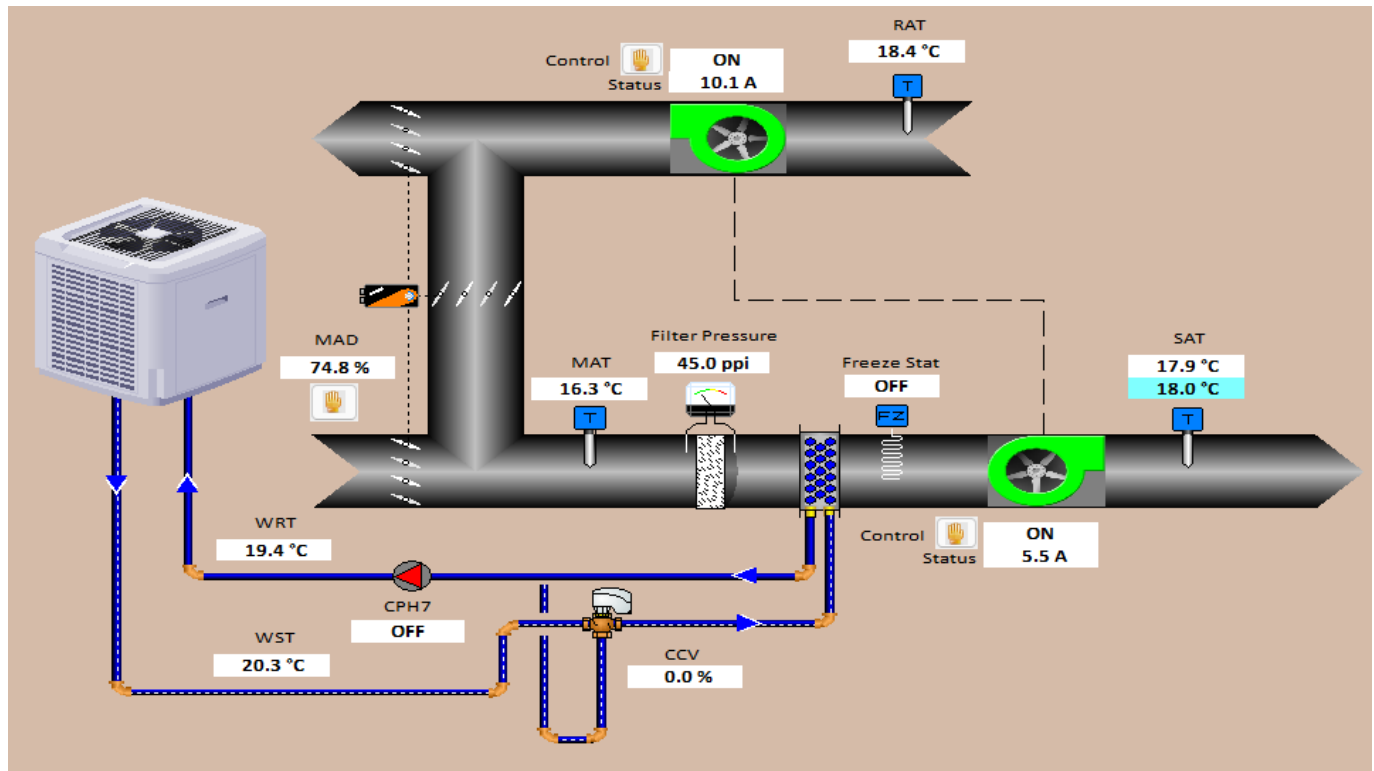 RAT
18.4 °C
Control
ON
Status
10.1 A
T
MAD
74.8 %
MAT
16.3 °C
T
Filter Pressure
45.0 ppi
Freeze Stat
OFF
FZ
SAT
17.9 °C
18.0 °C
T
Control
ON
Status
5.5 A
WRT
19.4 °C
CPH7
OFF
WST
20.3 °C
CCV
0.0 %